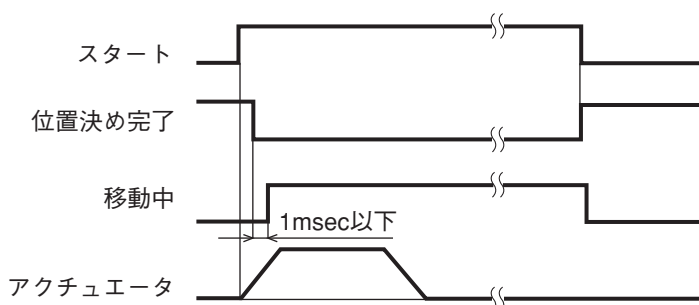 スタート
位置決め完了
移動中
1msec以下
アクチュエータ